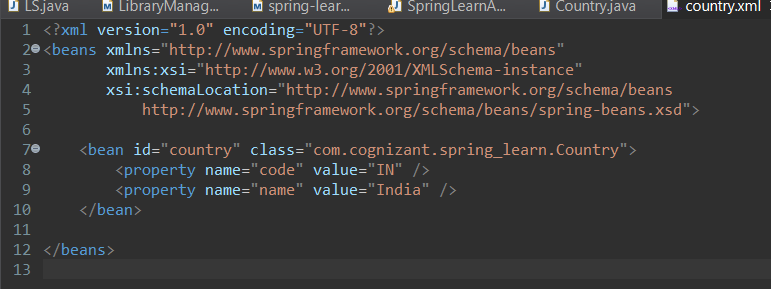 LS.java LibraryManag... spring-lear... SpringLearnA... Country.java country.xml
1 <?xml version="1.0" encoding="UTF-8"?>
2 <beans xmlns="http://www.springframework.org/schema/beans"
3 xmlns:xsi="http://www.w3.org/2001/XMLSchema-instance"
4 xsi:schemaLocation="http://www.springframework.org/schema/beans
5 http://www.springframework.org/schema/beans/spring-beans.xsd">
6
7 <bean id="country" class="com.cognizant.spring_learn.Country">
8 <property name="code" value="IN" />
9 <property name="name" value="India" />
10 </bean>
11
12 </beans>
13